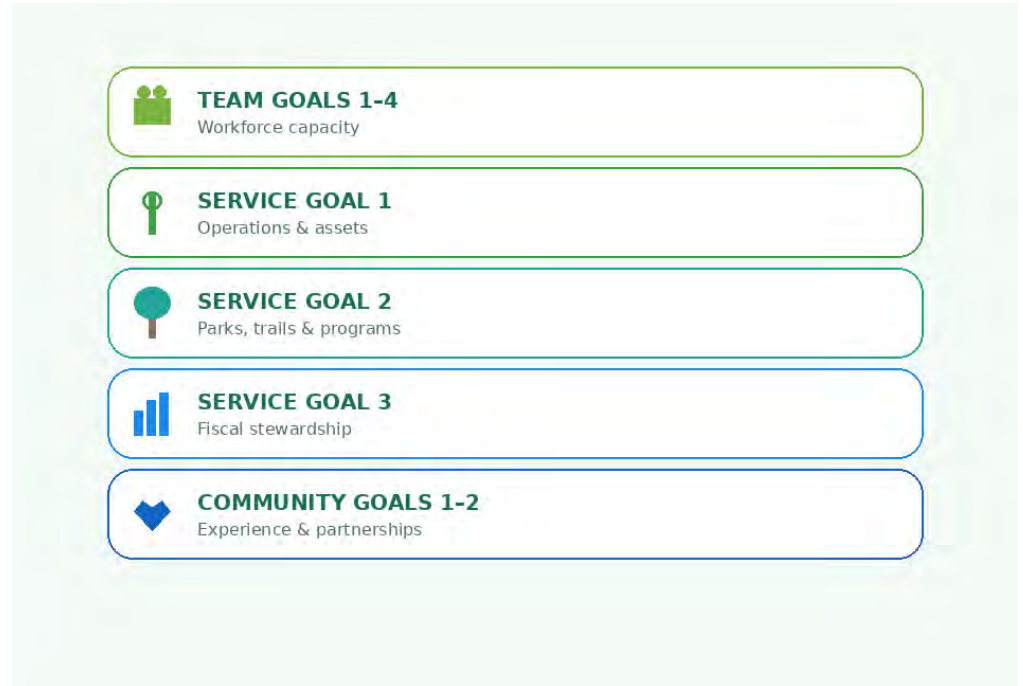 TEAM GOALS 1–4
Workforce capacity
SERVICE GOAL 1
Operations & assets
SERVICE GOAL 2
Parks, trails & programs
SERVICE GOAL 3
Fiscal stewardship
COMMUNITY GOALS 1–2
Experience & partnerships